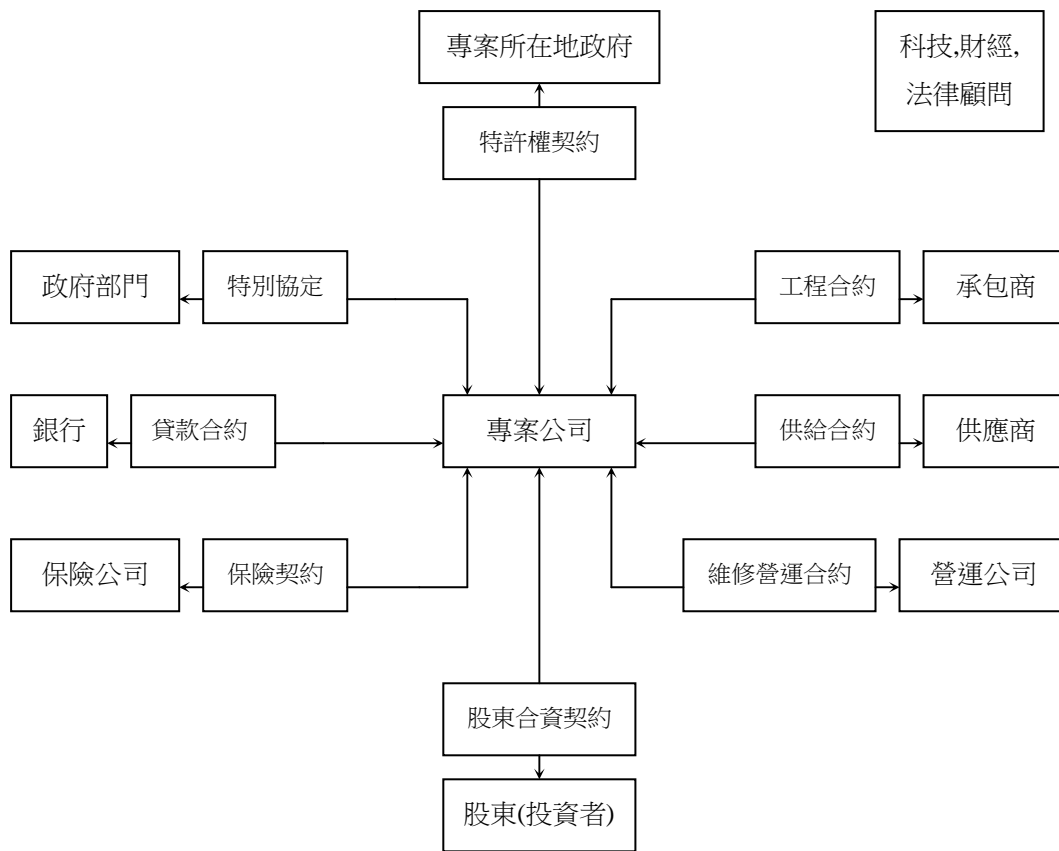 專案所在地政府
科技,財經,
法律顧問
特許權契約
政府部門
特別協定
工程合約
承包商
銀行
貸款合約
專案公司
供給合約
供應商
保險公司
保險契約
維修營運合約
營運公司
股東合資契約
股東(投資者)